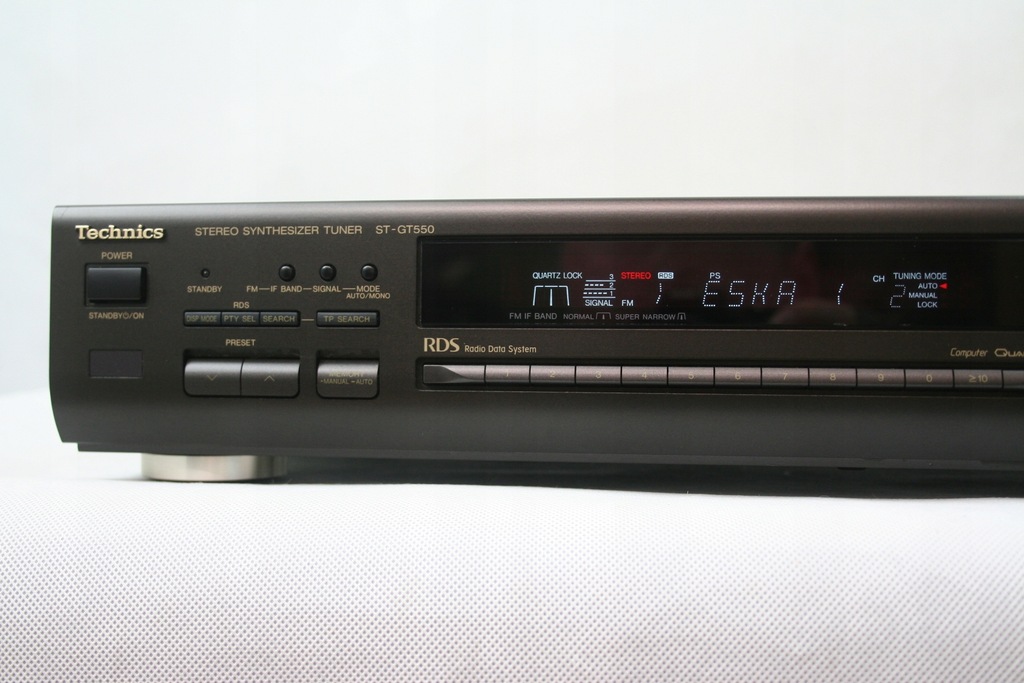 Technics STEREO SYNTHESIZER TUNER ST-GT550
POWER
STANDBY⏻/ON
STANDBY FM—IF BAND—SIGNAL—MODE
AUTO/MONO
RDS
DISP MODE PTY SEL SEARCH TP SEARCH
PRESET
MEMORY
-MANUAL -AUTO
QUARTZ LOCK 3 STEREO RDS PS CH TUNING MODE
2 AUTO
1 MANUAL
SIGNAL FM 1 ESKA 2 LOCK
FM IF BAND NORMAL SUPER NARROW
RDS Radio Data System Computer
1 2 3 4 5 6 7 8 9 0 ≥10